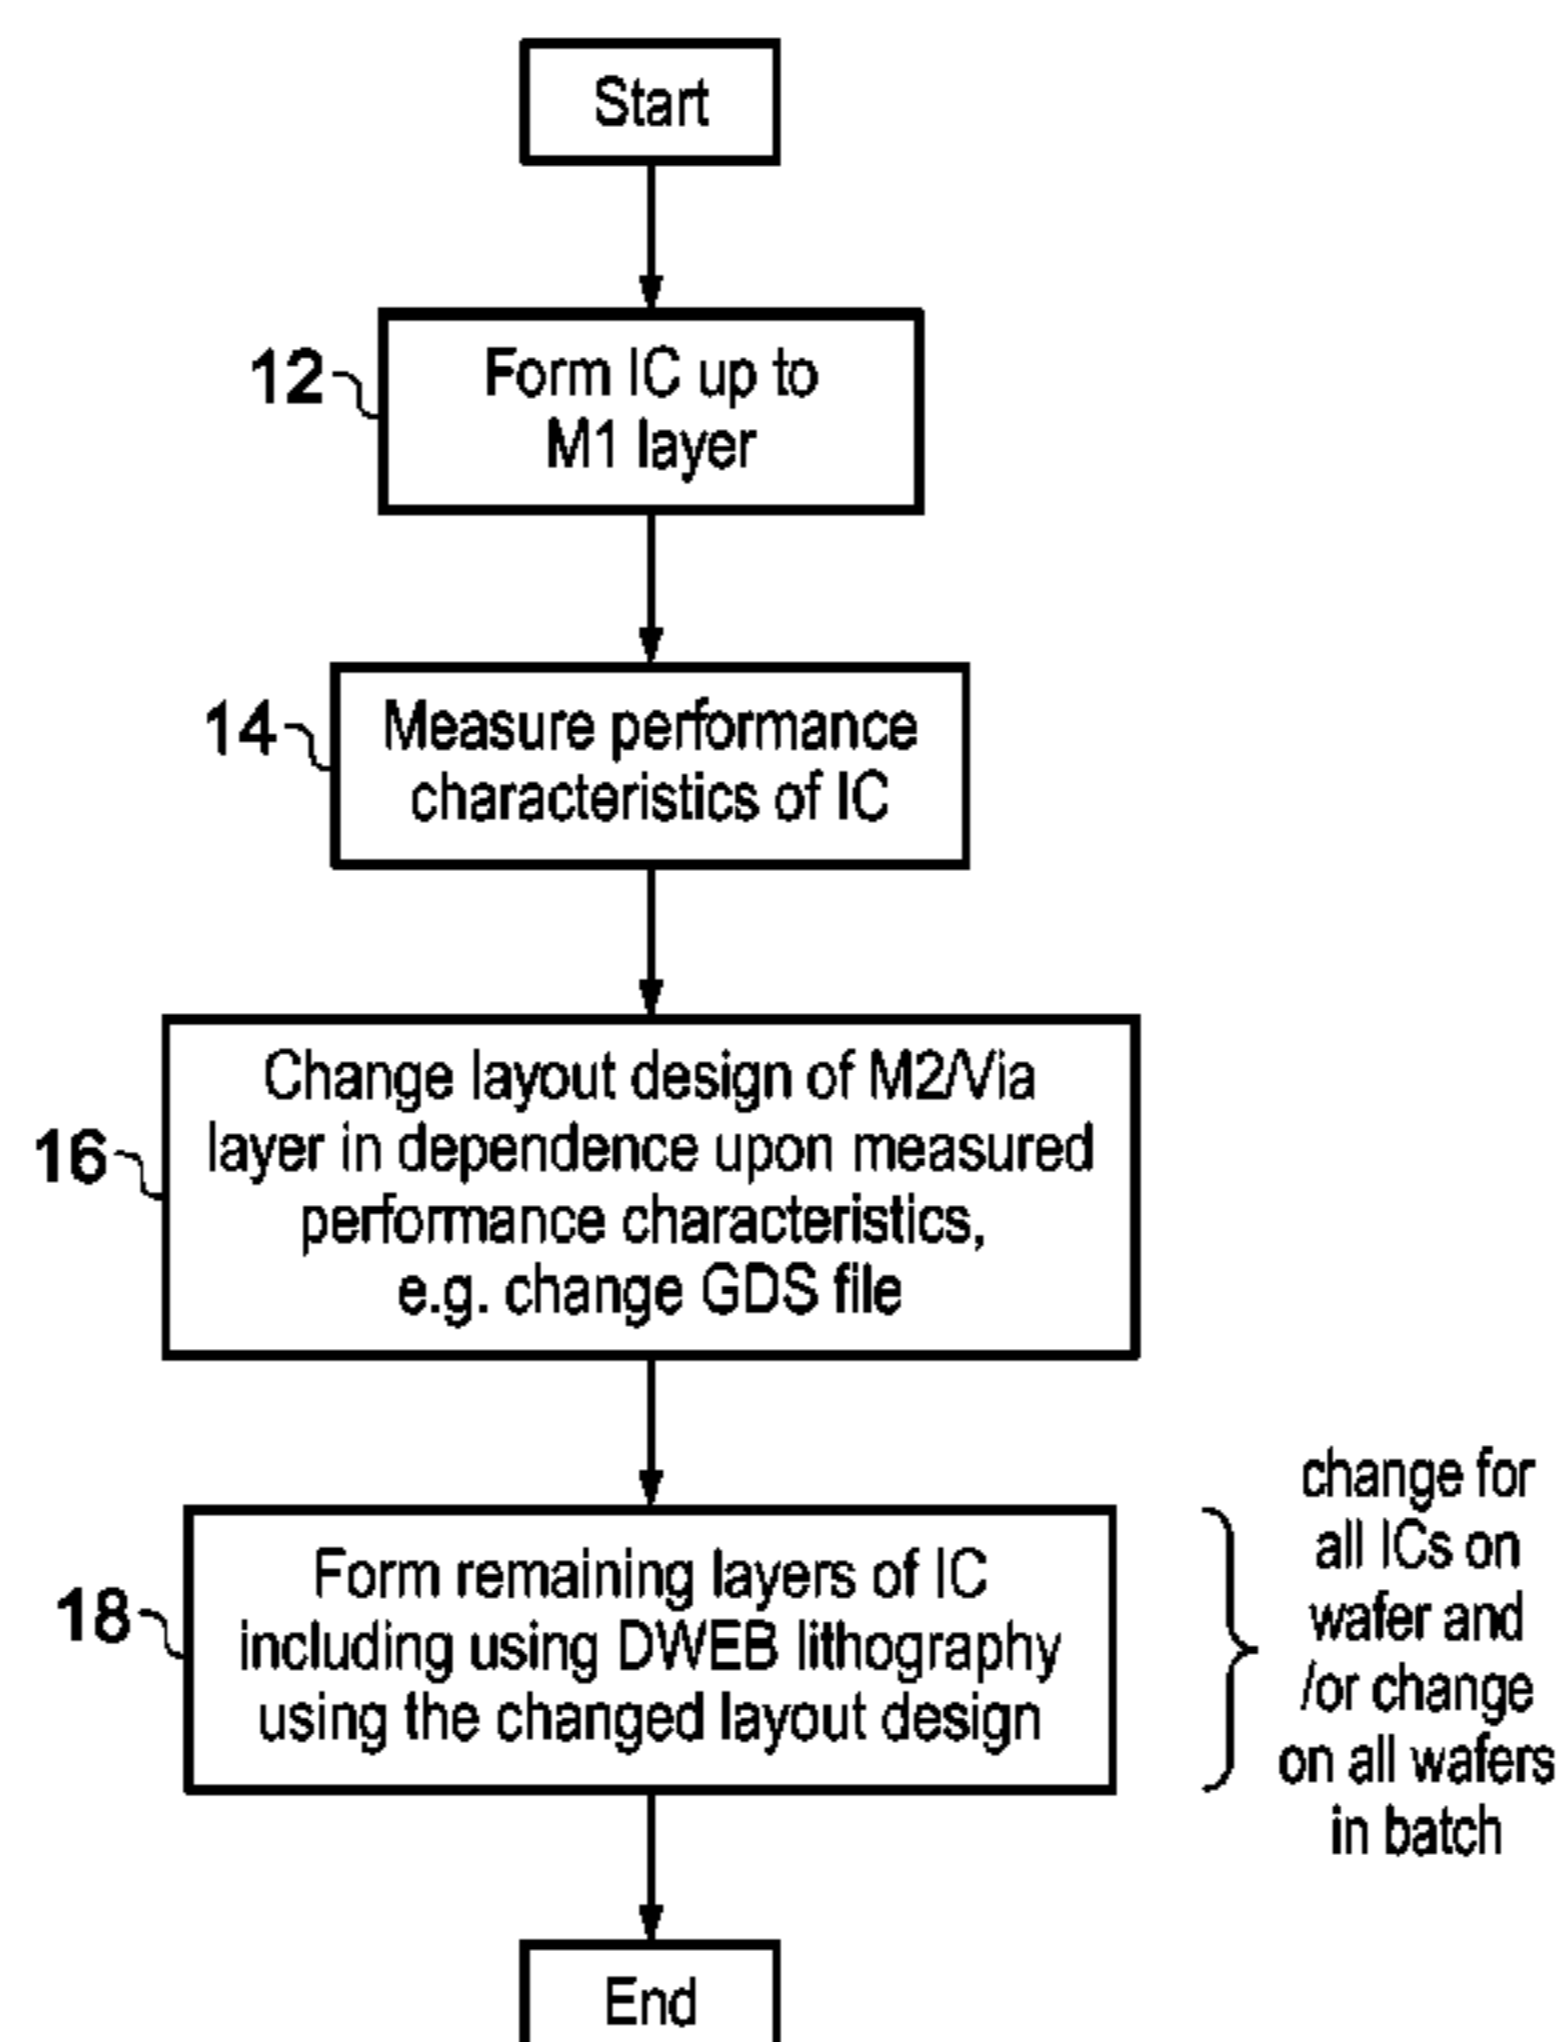 Start
12
Form IC up to
M1 layer
14
Measure performance
characteristics of IC
16
Change layout design of M2/Via
layer in dependence upon measured
performance characteristics,
e.g. change GDS file
18
Form remaining layers of IC
including using DWEB lithography
using the changed layout design
change for
all ICs on
wafer and
/or change
on all wafers
in batch
End